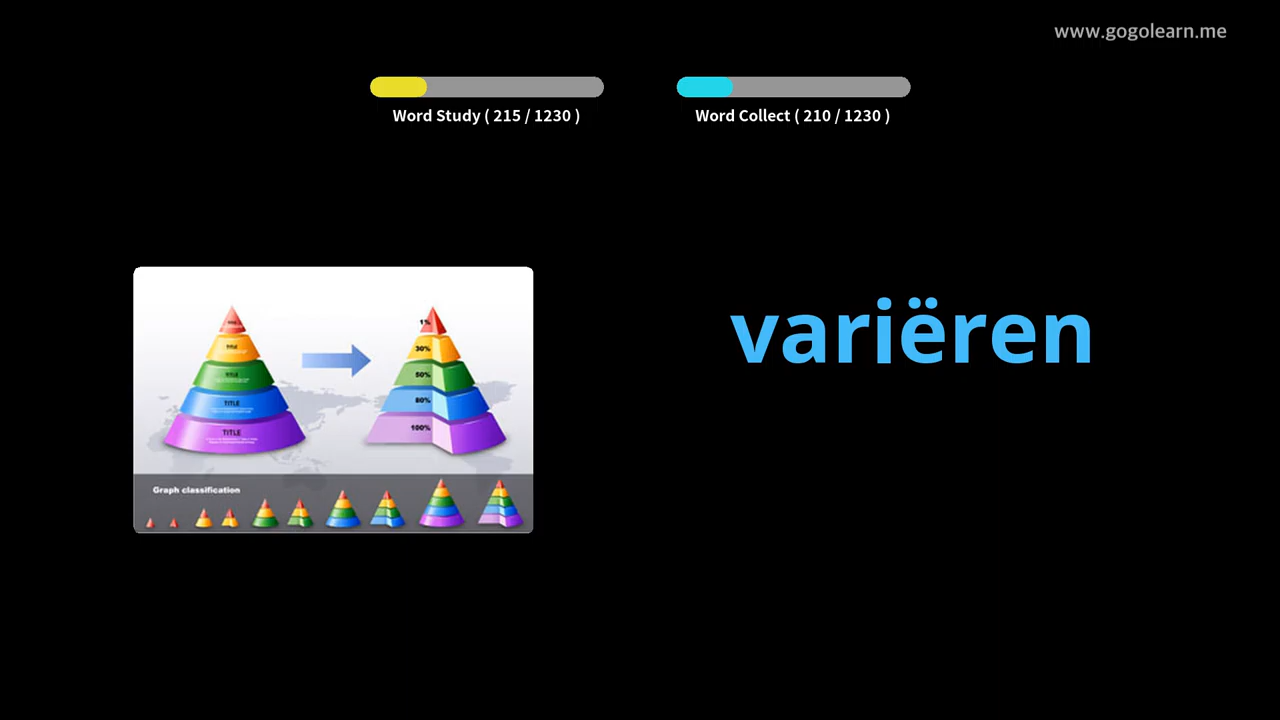 www.gogolearn.me
Word Study ( 215 / 1230 )
Word Collect ( 210 / 1230 )
variëren
TITLE
TITLE
TITLE
TITLE
1%
30%
50%
80%
100%
Graph classification